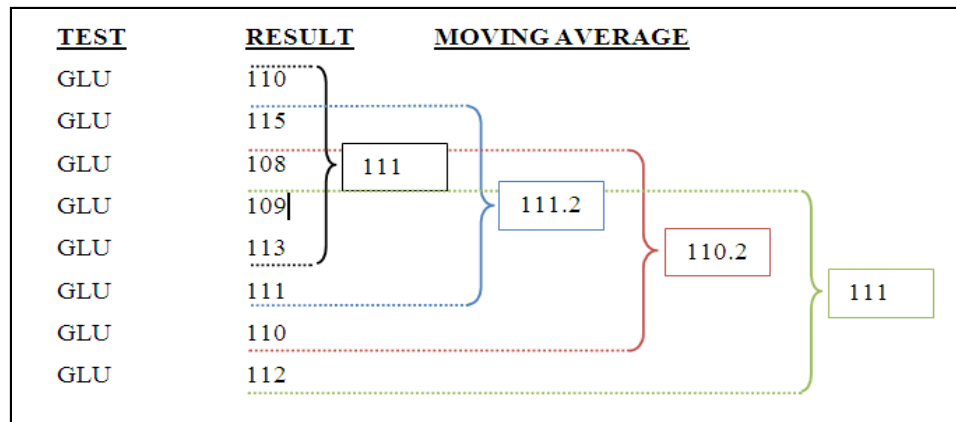 TEST RESULT MOVING AVERAGE
GLU 110
GLU 115
GLU 108 111
GLU 109 111.2
GLU 113 110.2
GLU 111 111
GLU 110
GLU 112